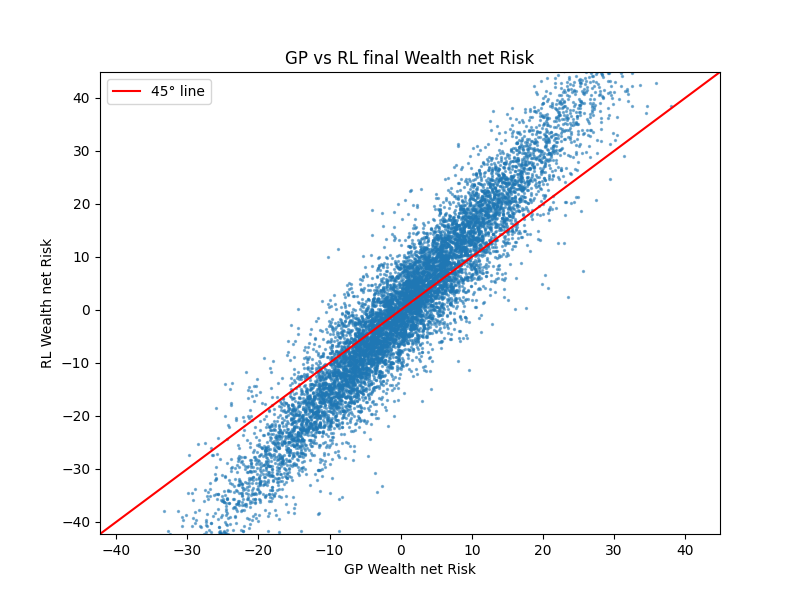 GP vs RL final Wealth net Risk
45° line
RL Wealth net Risk
40
30
20
10
0
−10
−20
−30
−40
−40 −30 −20 −10 0 10 20 30 40
GP Wealth net Risk